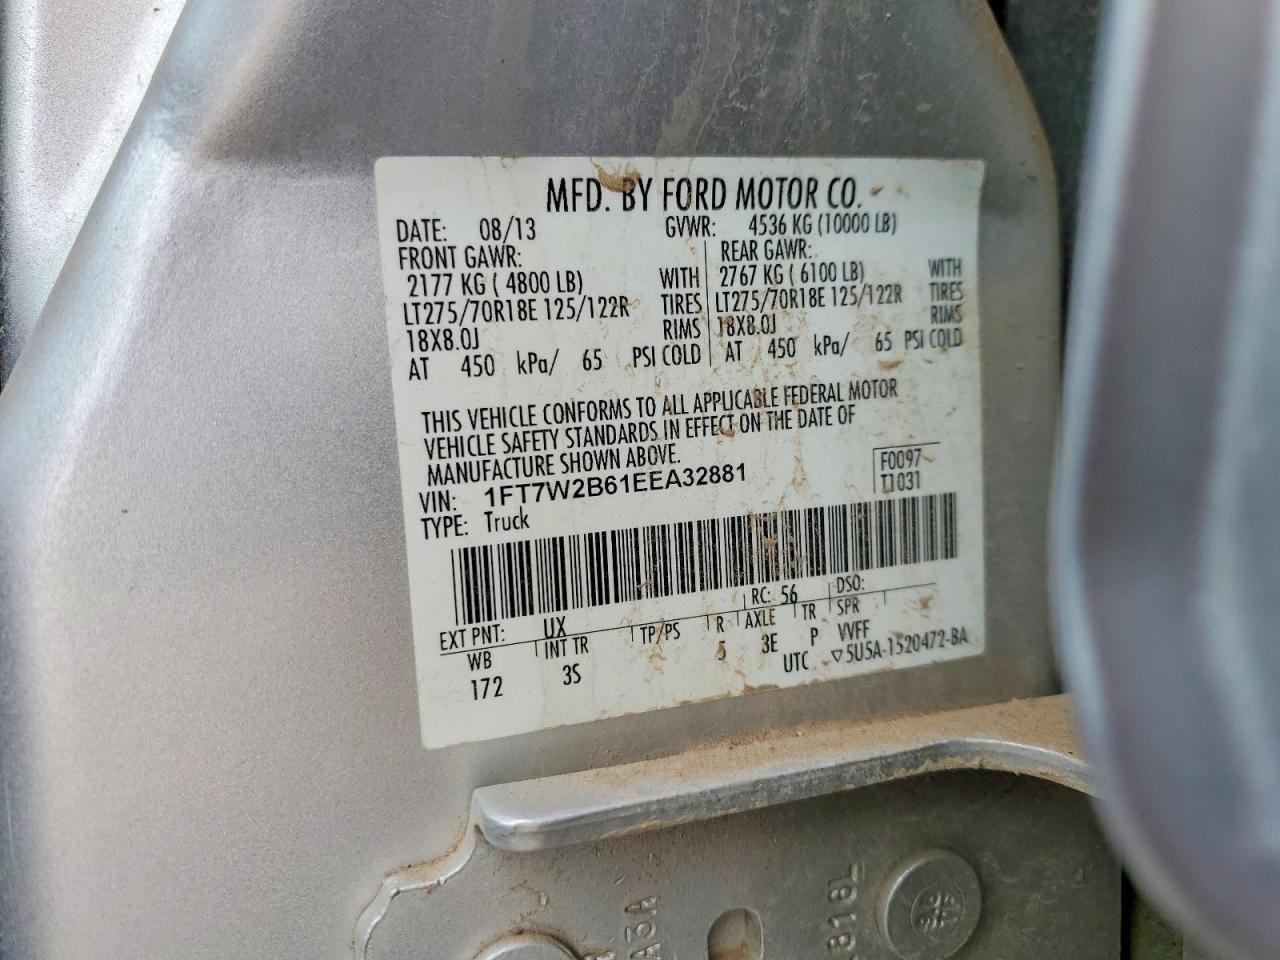 MFD. BY FORD MOTOR CO.
DATE: 08/13 GVWR: 4536 KG (10000 LB)
FRONT GAWR: REAR GAWR:
2177 KG ( 4800 LB) WITH 2767 KG ( 6100 LB) WITH
LT275/70R18E 125/122R TIRES LT275/70R18E 125/122R TIRES
18X8.0J RIMS 18X8.0J RIMS
AT 450 kPa/ 65 PSI COLD AT 450 kPa/ 65 PSI COLD
THIS VEHICLE CONFORMS TO ALL APPLICABLE FEDERAL MOTOR
VEHICLE SAFETY STANDARDS IN EFFECT ON THE DATE OF
MANUFACTURE SHOWN ABOVE.
F0097
VIN: 1FT7W2B61EEA32881
T1031
TYPE: Truck
RC: 56 DSO:
EXT PNT: UX
WB INT TR TP/PS R AXLE TR SPR
172 3S 5 3E P VVFF
UTC ▽5U5A-1520472-BA